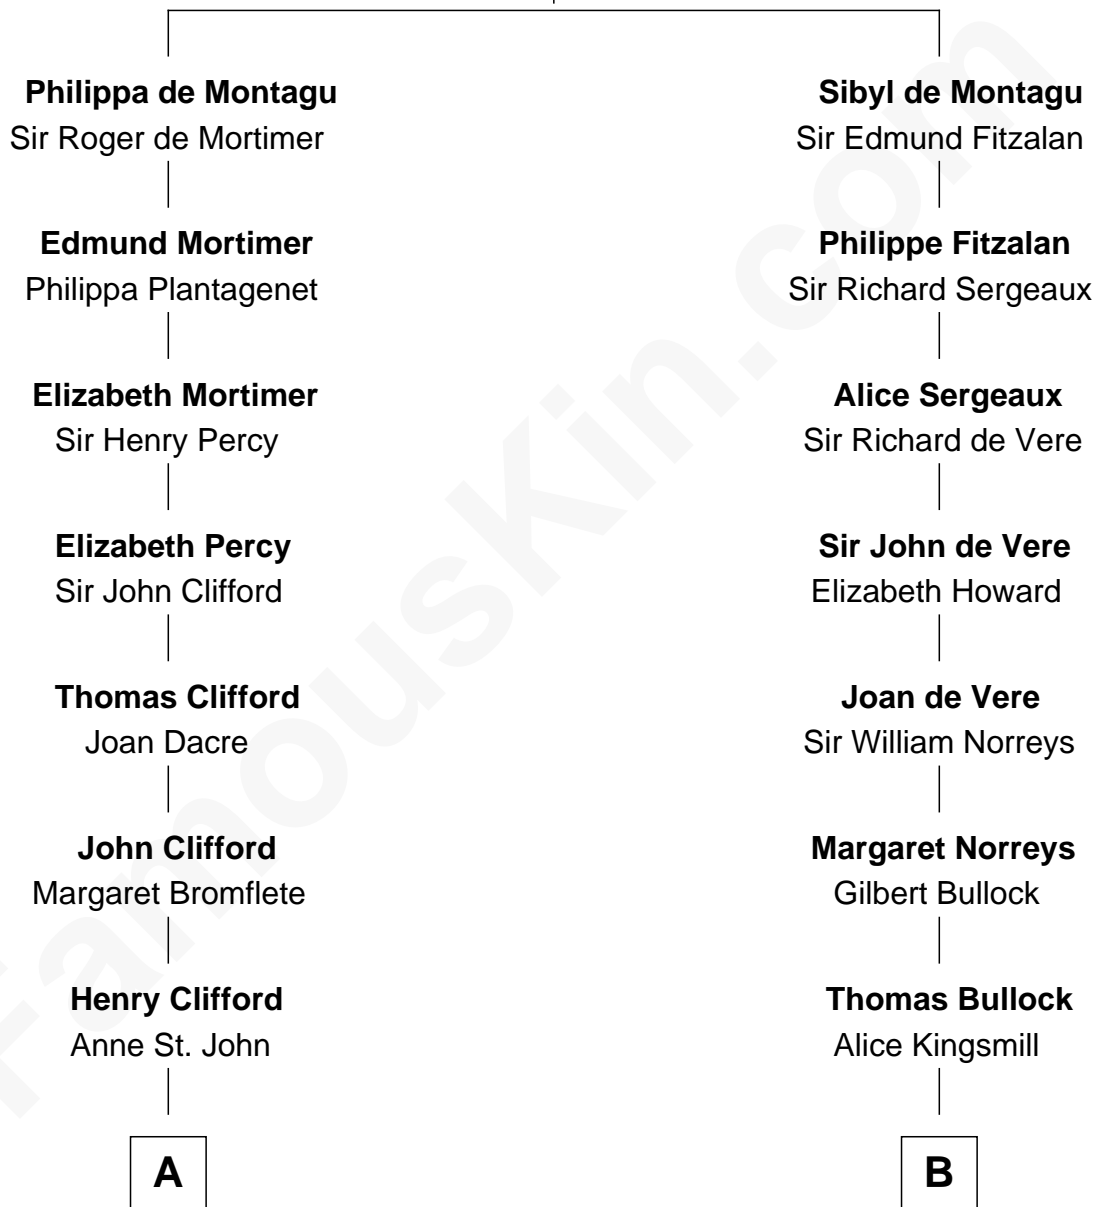 Philippa de Montagu
Sir Roger de Mortimer
Edmund Mortimer
Philippa Plantagenet
Elizabeth Mortimer
Sir Henry Percy
Elizabeth Percy
Sir John Clifford
Thomas Clifford
Joan Dacre
John Clifford
Margaret Bromflete
Henry Clifford
Anne St. John
A
Sibyl de Montagu
Sir Edmund Fitzalan
Philippe Fitzalan
Sir Richard Sergeaux
Alice Sergeaux
Sir Richard de Vere
Sir John de Vere
Elizabeth Howard
Joan de Vere
Sir William Norreys
Margaret Norreys
Gilbert Bullock
Thomas Bullock
Alice Kingsmill
B
FamousKin.com